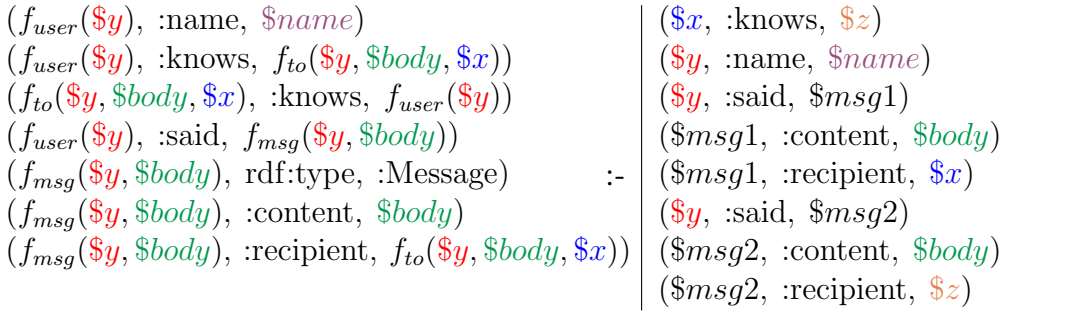 (f_user($y), :name, $name)
(f_user($y), :knows, f_to($y, $body, $x))
(f_to($y, $body, $x), :knows, f_user($y))
(f_user($y), :said, f_msg($y, $body))
(f_msg($y, $body), rdf:type, :Message)
(f_msg($y, $body), :content, $body)
(f_msg($y, $body), :recipient, f_to($y, $body, $x))
:-
($x, :knows, $z)
($y, :name, $name)
($y, :said, $msg1)
($msg1, :content, $body)
($msg1, :recipient, $x)
($y, :said, $msg2)
($msg2, :content, $body)
($msg2, :recipient, $z)